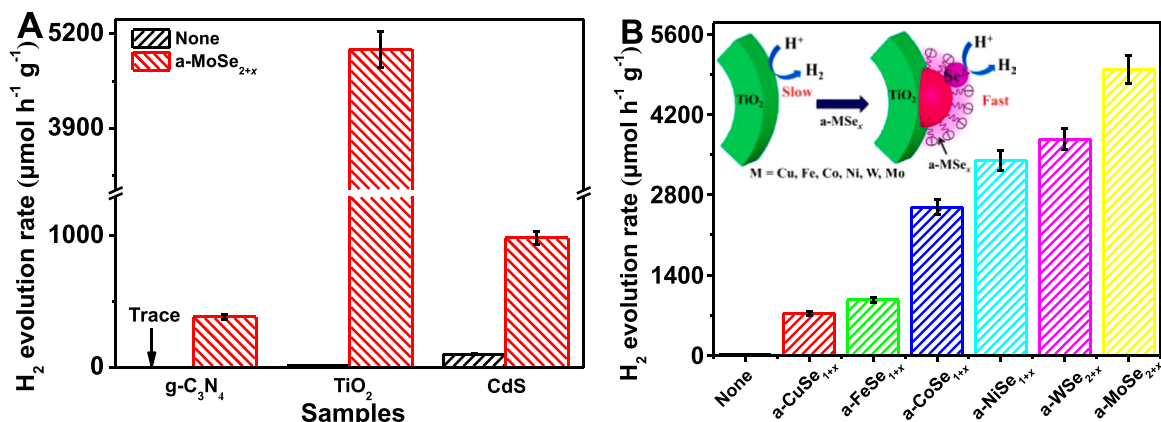 A
None
a-MoSe2+x
H2 evolution rate (μmol h-1 g-1)
5200
3900
1000
0
Trace
g-C3N4
TiO2
CdS
Samples
B
H2 evolution rate (μmol h-1 g-1)
5600
4200
2800
1400
0
TiO2
H+
H2
Slow
a-MSex
TiO2
Se2-
H+
H2
Fast
a-MSex
M = Cu, Fe, Co, Ni, W, Mo
None
a-CuSe1+x
a-FeSe1+x
a-CoSe1+x
a-NiSe1+x
a-WSe2+x
a-MoSe2+x